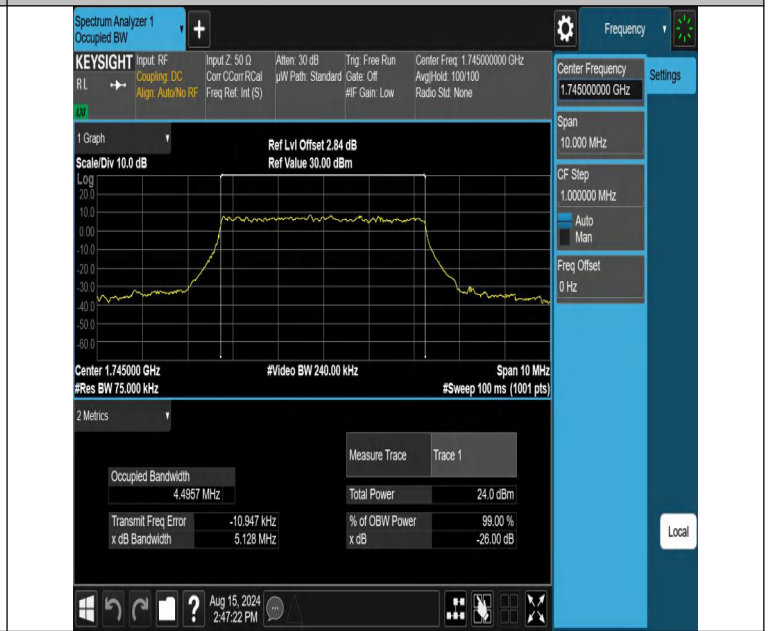 Spectrum Analyzer 1
Occupied BW
+
Frequency
KEYSIGHT
RL
LXI
Input: RF
Coupling: DC
Align: Auto/No RF
Input Z: 50 Ω
Corr CCorr RCal
Freq Ref: Int (S)
Atten: 30 dB
µW Path: Standard
Trig: Free Run
Gate: Off
#IF Gain: Low
Center Freq: 1.745000000 GHz
Avg|Hold: 100/100
Radio Std: None
Center Frequency
1.745000000 GHz
Settings
Span
10.000 MHz
CF Step
1.000000 MHz
Auto
Man
Freq Offset
0 Hz
1 Graph
Scale/Div 10.0 dB
Ref Lvl Offset 2.84 dB
Ref Value 30.00 dBm
Log
20.0
10.0
0.00
-10.0
-20.0
-30.0
-40.0
-50.0
-60.0
Center 1.745000 GHz
#Video BW 240.00 kHz
Span 10 MHz
#Res BW 75.000 kHz
#Sweep 100 ms (1001 pts)
2 Metrics
Measure Trace Trace 1
Occupied Bandwidth
4.4957 MHz
Total Power 24.0 dBm
Transmit Freq Error -10.947 kHz
% of OBW Power 99.00 %
x dB Bandwidth 5.128 MHz
x dB -26.00 dB
Local
?
Aug 15, 2024
2:47:22 PM